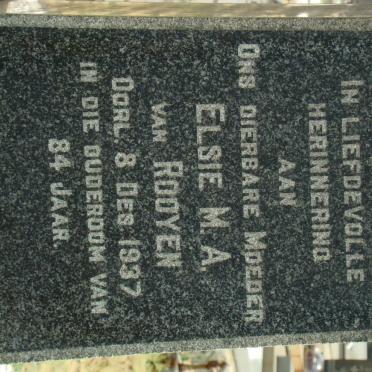 IN LIEFDEVOLLE
HERINNERING
AAN
ONS DIERBARE MOEDER
ELSIE M.A.
VAN ROOYEN
OORL. 8 DES. 1937
IN DIE OUDERDOM VAN
84 JAAR.